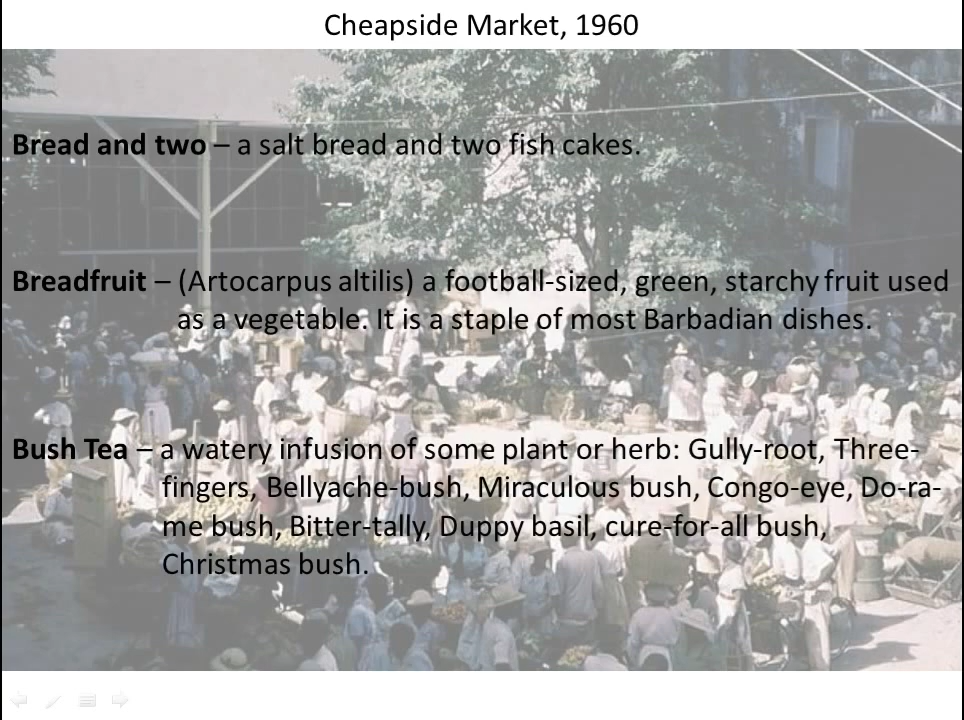 Cheapside Market, 1960
Bread and two – a salt bread and two fish cakes.
Breadfruit – (Artocarpus altilis) a football-sized, green, starchy fruit used
as a vegetable. It is a staple of most Barbadian dishes.
Bush Tea – a watery infusion of some plant or herb: Gully-root, Three-
fingers, Bellyache-bush, Miraculous bush, Congo-eye, Do-ra-
me bush, Bitter-tally, Duppy basil, cure-for-all bush,
Christmas bush.